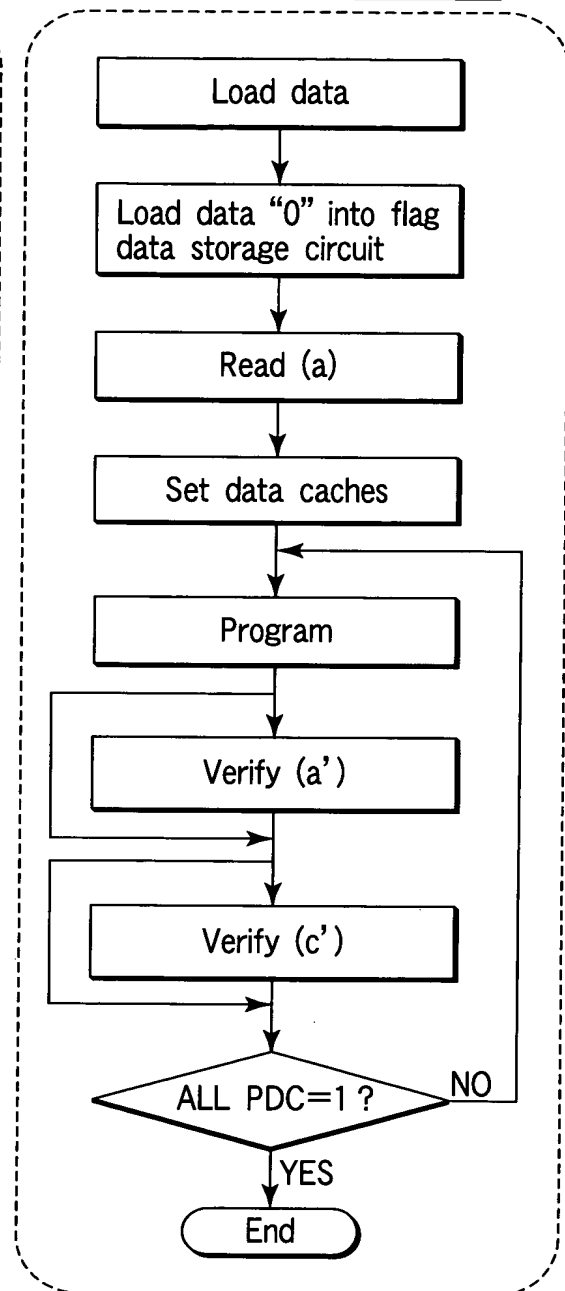 Load data
Load data “0” into flag
data storage circuit
Read (a)
Set data caches
Program
Verify (a’)
Verify (c’)
ALL PDC=1 ?
NO
YES
End